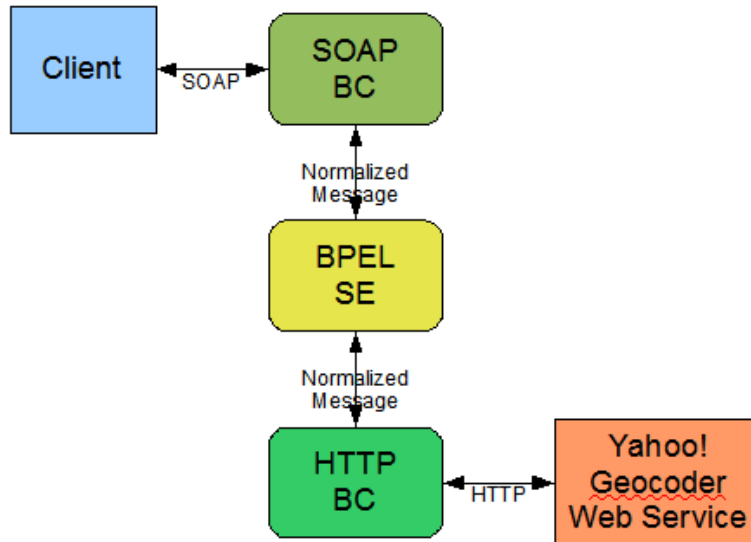 Client
SOAP
SOAP
BC
Normalized
Message
BPEL
SE
Normalized
Message
HTTP
BC
HTTP
Yahoo!
Geocoder
Web Service